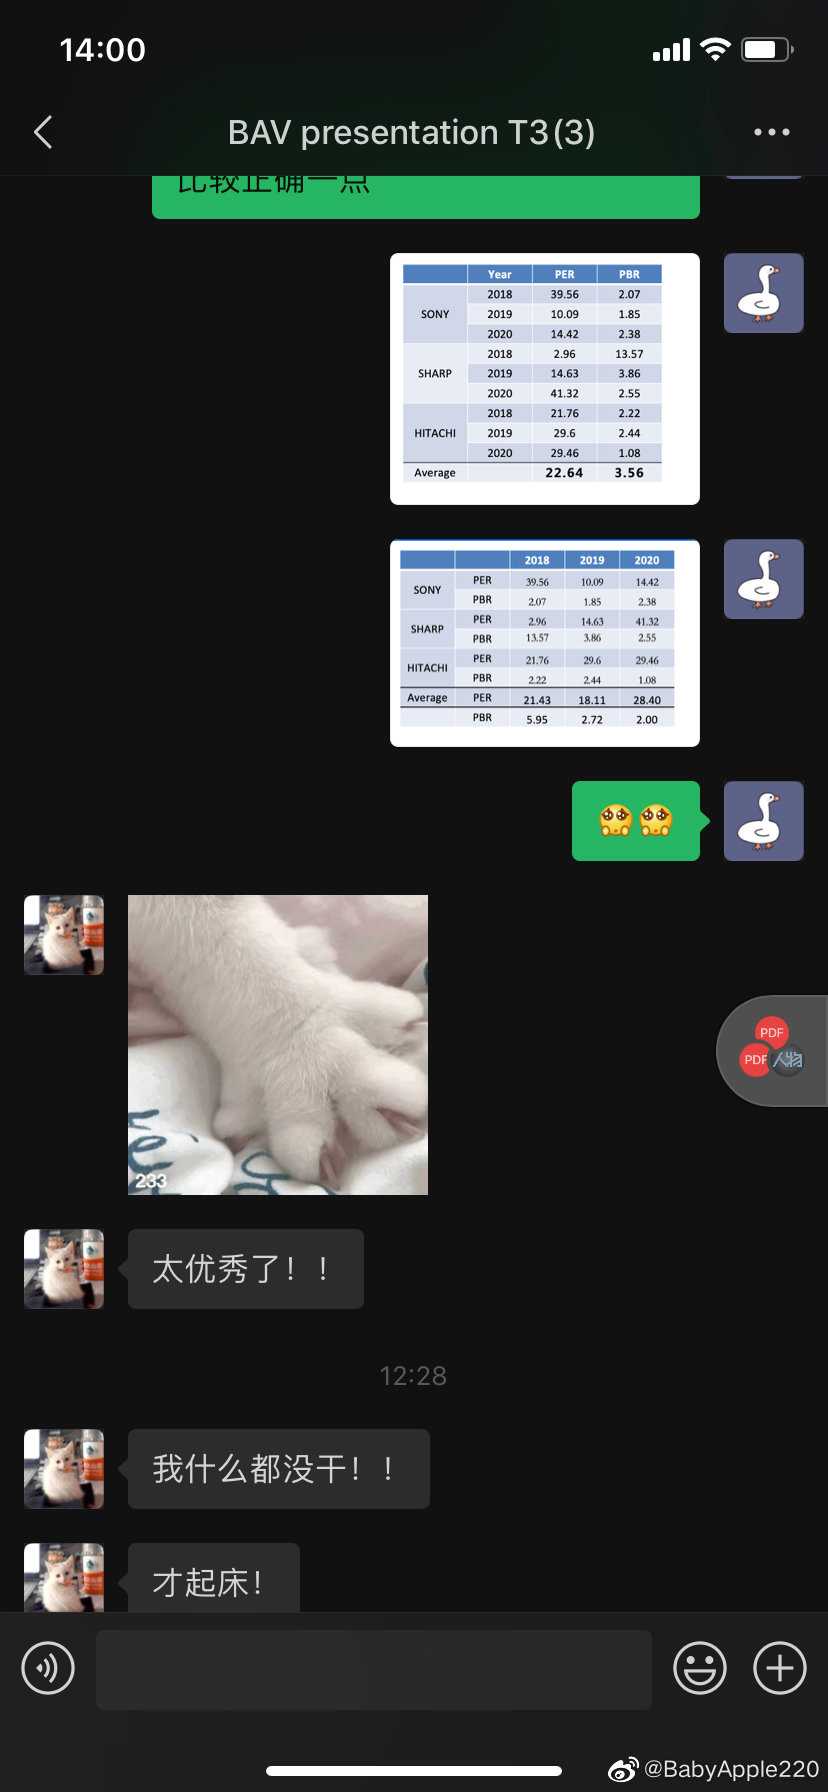 14:00
BAV presentation T3(3)
比较正确一点
Year PER PBR
SONY 2018 39.56 2.07
2019 10.09 1.85
2020 14.42 2.38
SHARP 2018 2.96 13.57
2019 14.63 3.86
2020 41.32 2.55
HITACHI 2018 21.76 2.22
2019 29.6 2.44
2020 29.46 1.08
Average 22.64 3.56
2018 2019 2020
SONY PER 39.56 10.09 14.42
PBR 2.07 1.85 2.38
SHARP PER 2.96 14.63 41.32
PBR 13.57 3.86 2.55
HITACHI PER 21.76 29.6 29.46
PBR 2.22 2.44 1.08
Average PER 21.43 18.11 28.40
PBR 5.95 2.72 2.00
233
PDF
PDF 人物
太优秀了！！
12:28
我什么都没干！！
才起床！
@BabyApple220